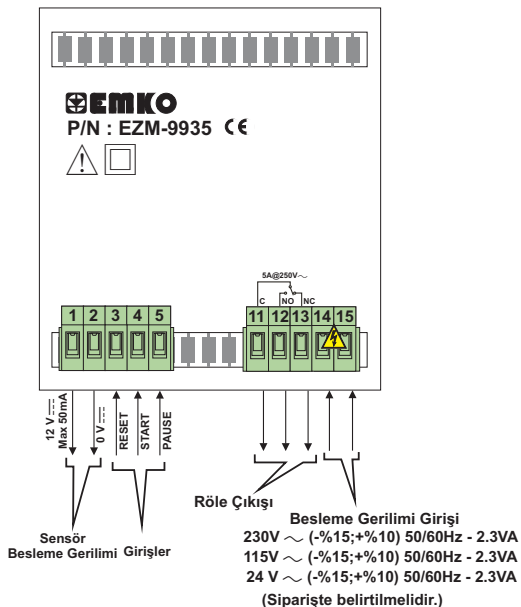 EMKO
P/N : EZM-9935 CE
5A@250V～
C NO NC
1 2 3 4 5
11 12 13 14 15
12 V
Max 50mA
0 V
RESET
START
PAUSE
Sensör
Besleme Gerilimi
Girişler
Röle Çıkışı
Besleme Gerilimi Girişi
230V ～ (-%15;+%10) 50/60Hz - 2.3VA
115V ～ (-%15;+%10) 50/60Hz - 2.3VA
24 V ～ (-%15;+%10) 50/60Hz - 2.3VA
(Siparişte belirtilmelidir.)